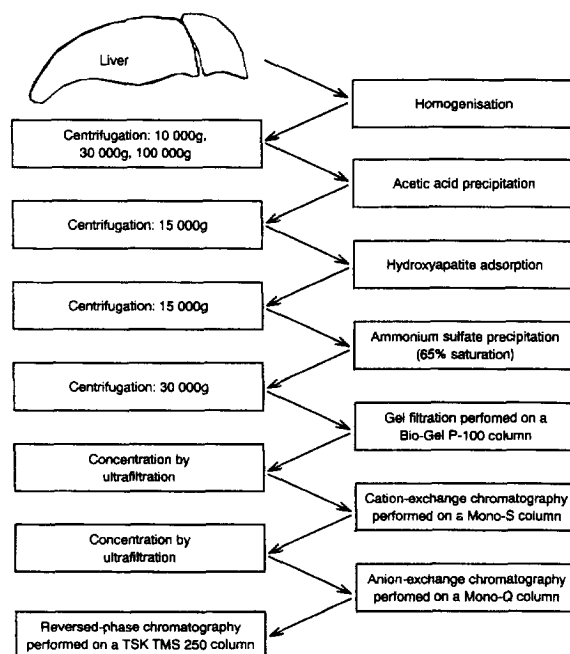 Liver
Homogenisation
Centrifugation: 10 000g,
30 000g, 100 000g
Acetic acid precipitation
Centrifugation: 15 000g
Hydroxyapatite adsorption
Centrifugation: 15 000g
Ammonium sulfate precipitation
(65% saturation)
Centrifugation: 30 000g
Gel filtration perfomed on a
Bio-Gel P-100 column
Concentration by
ultrafiltration
Cation-exchange chromatography
performed on a Mono-S column
Concentration by
ultrafiltration
Anion-exchange chromatography
perfomed on a Mono-Q column
Reversed-phase chromatography
performed on a TSK TMS 250 column